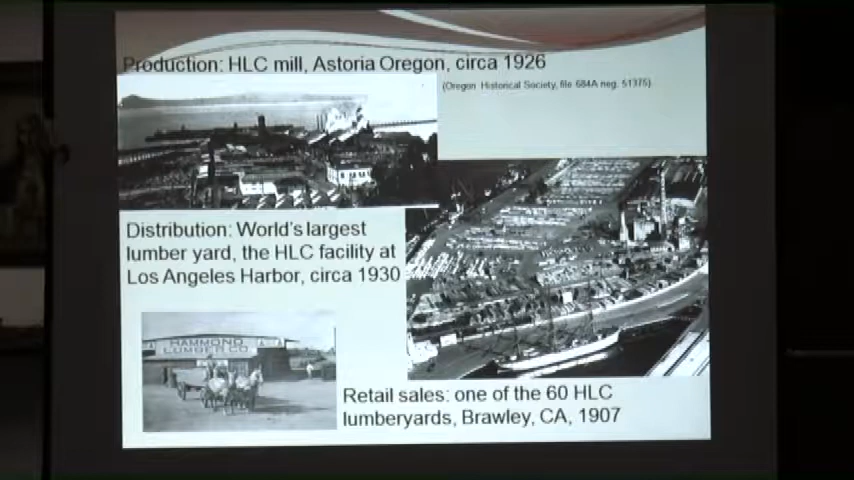 Production: HLC mill, Astoria Oregon, circa 1926
(Oregon Historical Society, file 684A neg. 51375)
Distribution: World's largest
lumber yard, the HLC facility at
Los Angeles Harbor, circa 1930
HAMMOND
LUMBER CO.
Retail sales: one of the 60 HLC
lumberyards, Brawley, CA, 1907